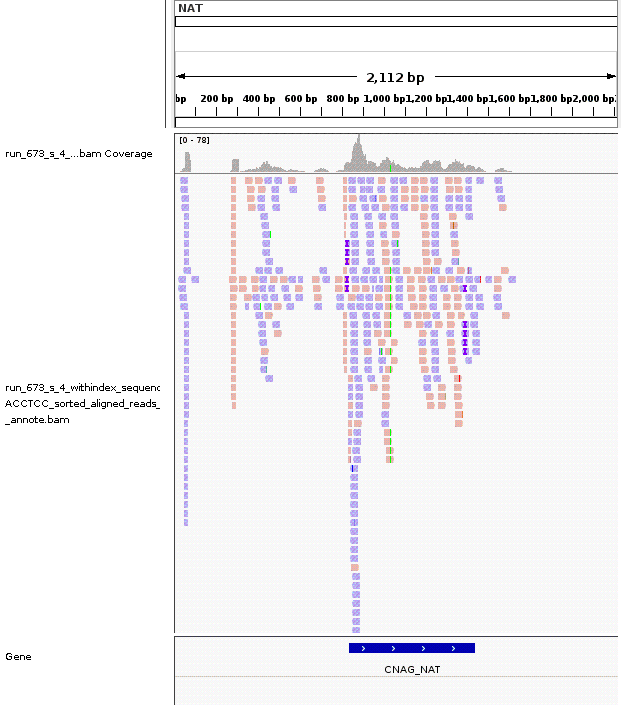 NAT
2,112 bp
bp 200 bp 400 bp 600 bp 800 bp 1,000 bp 1,200 bp 1,400 bp 1,600 bp 1,800 bp 2,000 bp
[0 - 78]
run_673_s_4_...bam Coverage
run_673_s_4_withindex_sequenc
ACCTCC_sorted_aligned_reads_
_annote.bam
Gene
CNAG_NAT